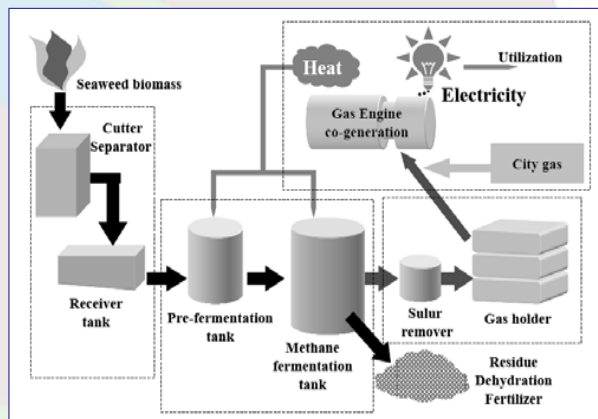 Seaweed biomass
Cutter
Separator
Receiver
tank
Pre-fermentation
tank
Methane
fermentation
tank
Heat
Gas Engine
co-generation
Electricity
Utilization
City gas
Sulur
remover
Gas holder
Residue
Dehydration
Fertilizer